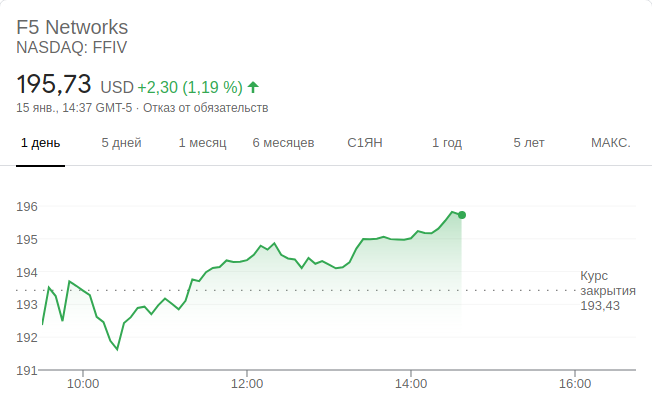 F5 Networks
NASDAQ: FFIV
195,73 USD +2,30 (1,19 %)
15 янв., 14:37 GMT-5 · Отказ от обязательств
1 день 5 дней 1 месяц 6 месяцев С1ЯН 1 год 5 лет МАКС.
196
195
194
193
192
191
Курс
закрытия
193,43
10:00 12:00 14:00 16:00